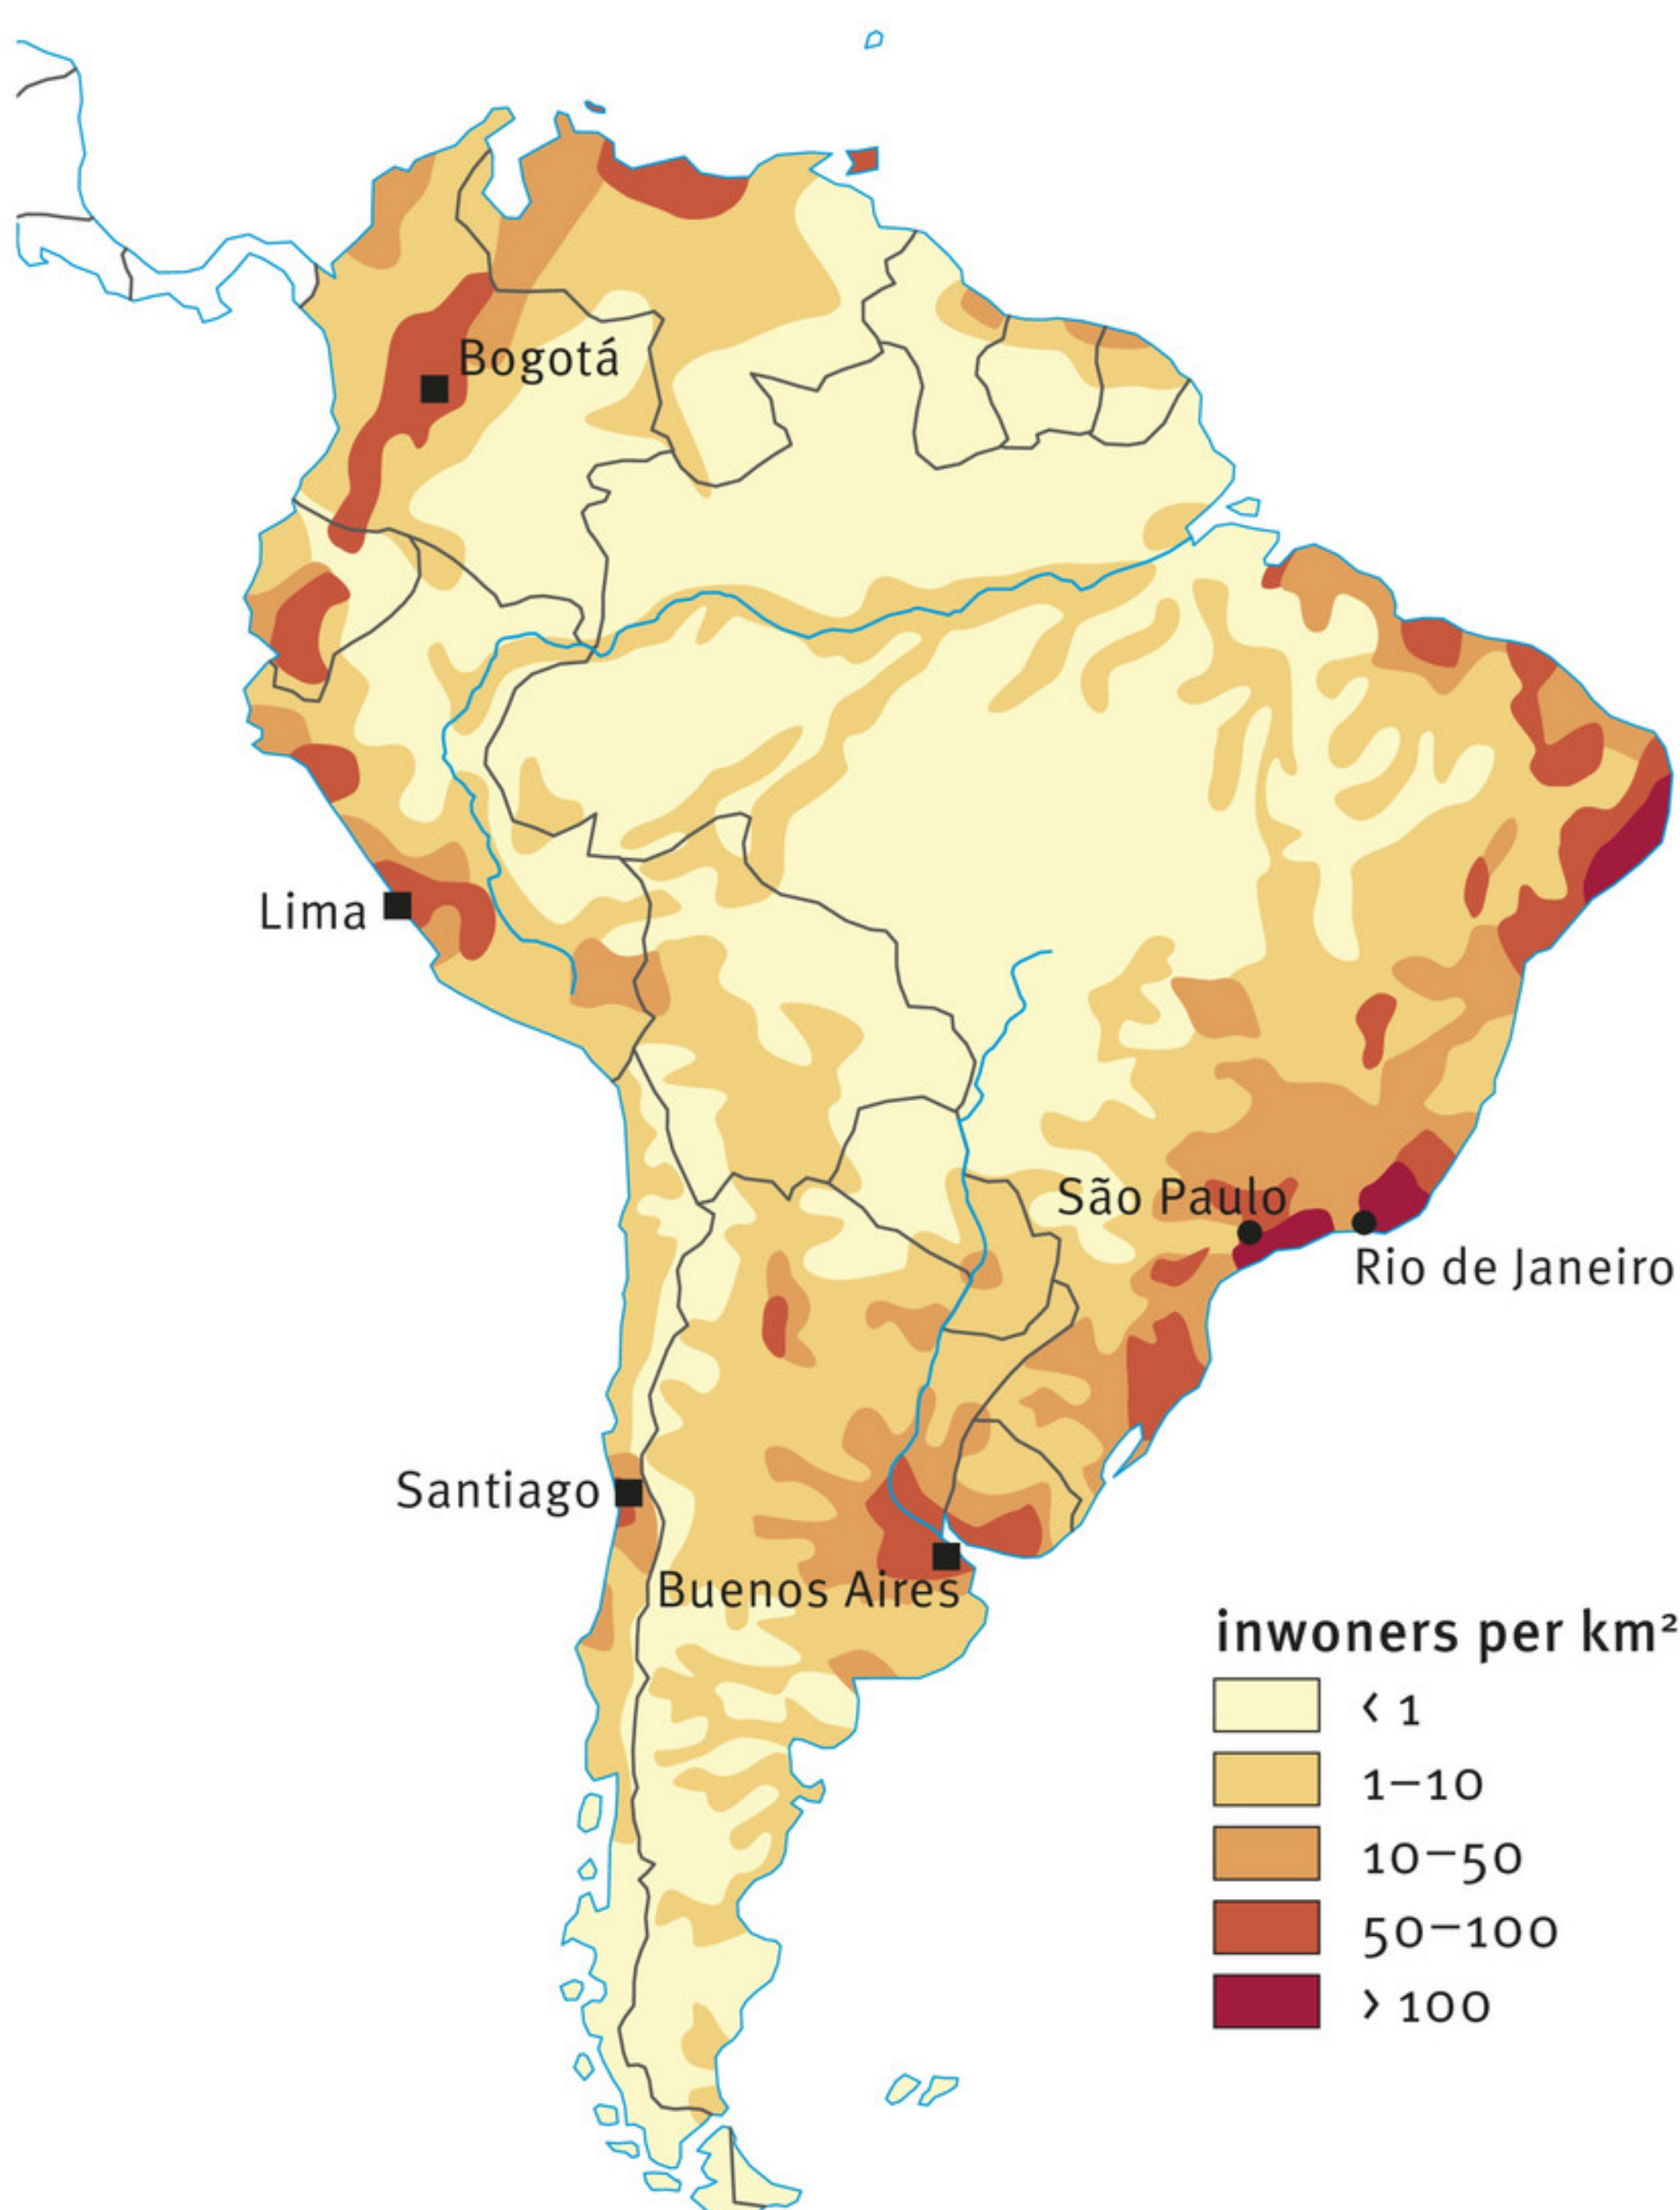 Bogotá
Lima
São Paulo
Rio de Janeiro
Santiago
Buenos Aires
inwoners per km²
< 1
1–10
10–50
50–100
> 100